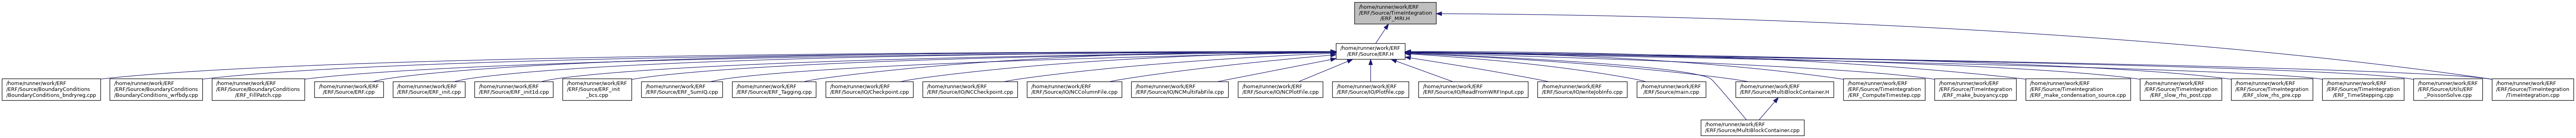 /home/runner/work/ERF
/ERF/Source/TimeIntegration
/ERF_MRI.H
/home/runner/work/ERF
/ERF/Source/ERF.H
/home/runner/work/ERF
/ERF/Source/BoundaryConditions
/BoundaryConditions_bndryreg.cpp
/home/runner/work/ERF
/ERF/Source/BoundaryConditions
/BoundaryConditions_wrfbdy.cpp
/home/runner/work/ERF
/ERF/Source/BoundaryConditions
/ERF_FillPatch.cpp
/home/runner/work/ERF
/ERF/Source/ERF.cpp
/home/runner/work/ERF
/ERF/Source/ERF_init.cpp
/home/runner/work/ERF
/ERF/Source/ERF_init1d.cpp
/home/runner/work/ERF
/ERF/Source/ERF_init
_bcs.cpp
/home/runner/work/ERF
/ERF/Source/ERF_SumIQ.cpp
/home/runner/work/ERF
/ERF/Source/ERF_Tagging.cpp
/home/runner/work/ERF
/ERF/Source/IO/Checkpoint.cpp
/home/runner/work/ERF
/ERF/Source/IO/NCCheckpoint.cpp
/home/runner/work/ERF
/ERF/Source/IO/NCColumnFile.cpp
/home/runner/work/ERF
/ERF/Source/IO/NCMultiFabFile.cpp
/home/runner/work/ERF
/ERF/Source/IO/NCPlotFile.cpp
/home/runner/work/ERF
/ERF/Source/IO/Plotfile.cpp
/home/runner/work/ERF
/ERF/Source/IO/ReadFromWRFInput.cpp
/home/runner/work/ERF
/ERF/Source/IO/writeJobInfo.cpp
/home/runner/work/ERF
/ERF/Source/main.cpp
/home/runner/work/ERF
/ERF/Source/MultiBlockContainer.H
/home/runner/work/ERF
/ERF/Source/TimeIntegration
/ERF_ComputeTimestep.cpp
/home/runner/work/ERF
/ERF/Source/TimeIntegration
/ERF_make_buoyancy.cpp
/home/runner/work/ERF
/ERF/Source/TimeIntegration
/ERF_make_condensation_source.cpp
/home/runner/work/ERF
/ERF/Source/TimeIntegration
/ERF_slow_rhs_post.cpp
/home/runner/work/ERF
/ERF/Source/TimeIntegration
/ERF_slow_rhs_pre.cpp
/home/runner/work/ERF
/ERF/Source/TimeIntegration
/ERF_TimeStepping.cpp
/home/runner/work/ERF
/ERF/Source/Utils/ERF
_PoissonSolve.cpp
/home/runner/work/ERF
/ERF/Source/TimeIntegration
/TimeIntegration.cpp
/home/runner/work/ERF
/ERF/Source/MultiBlockContainer.cpp